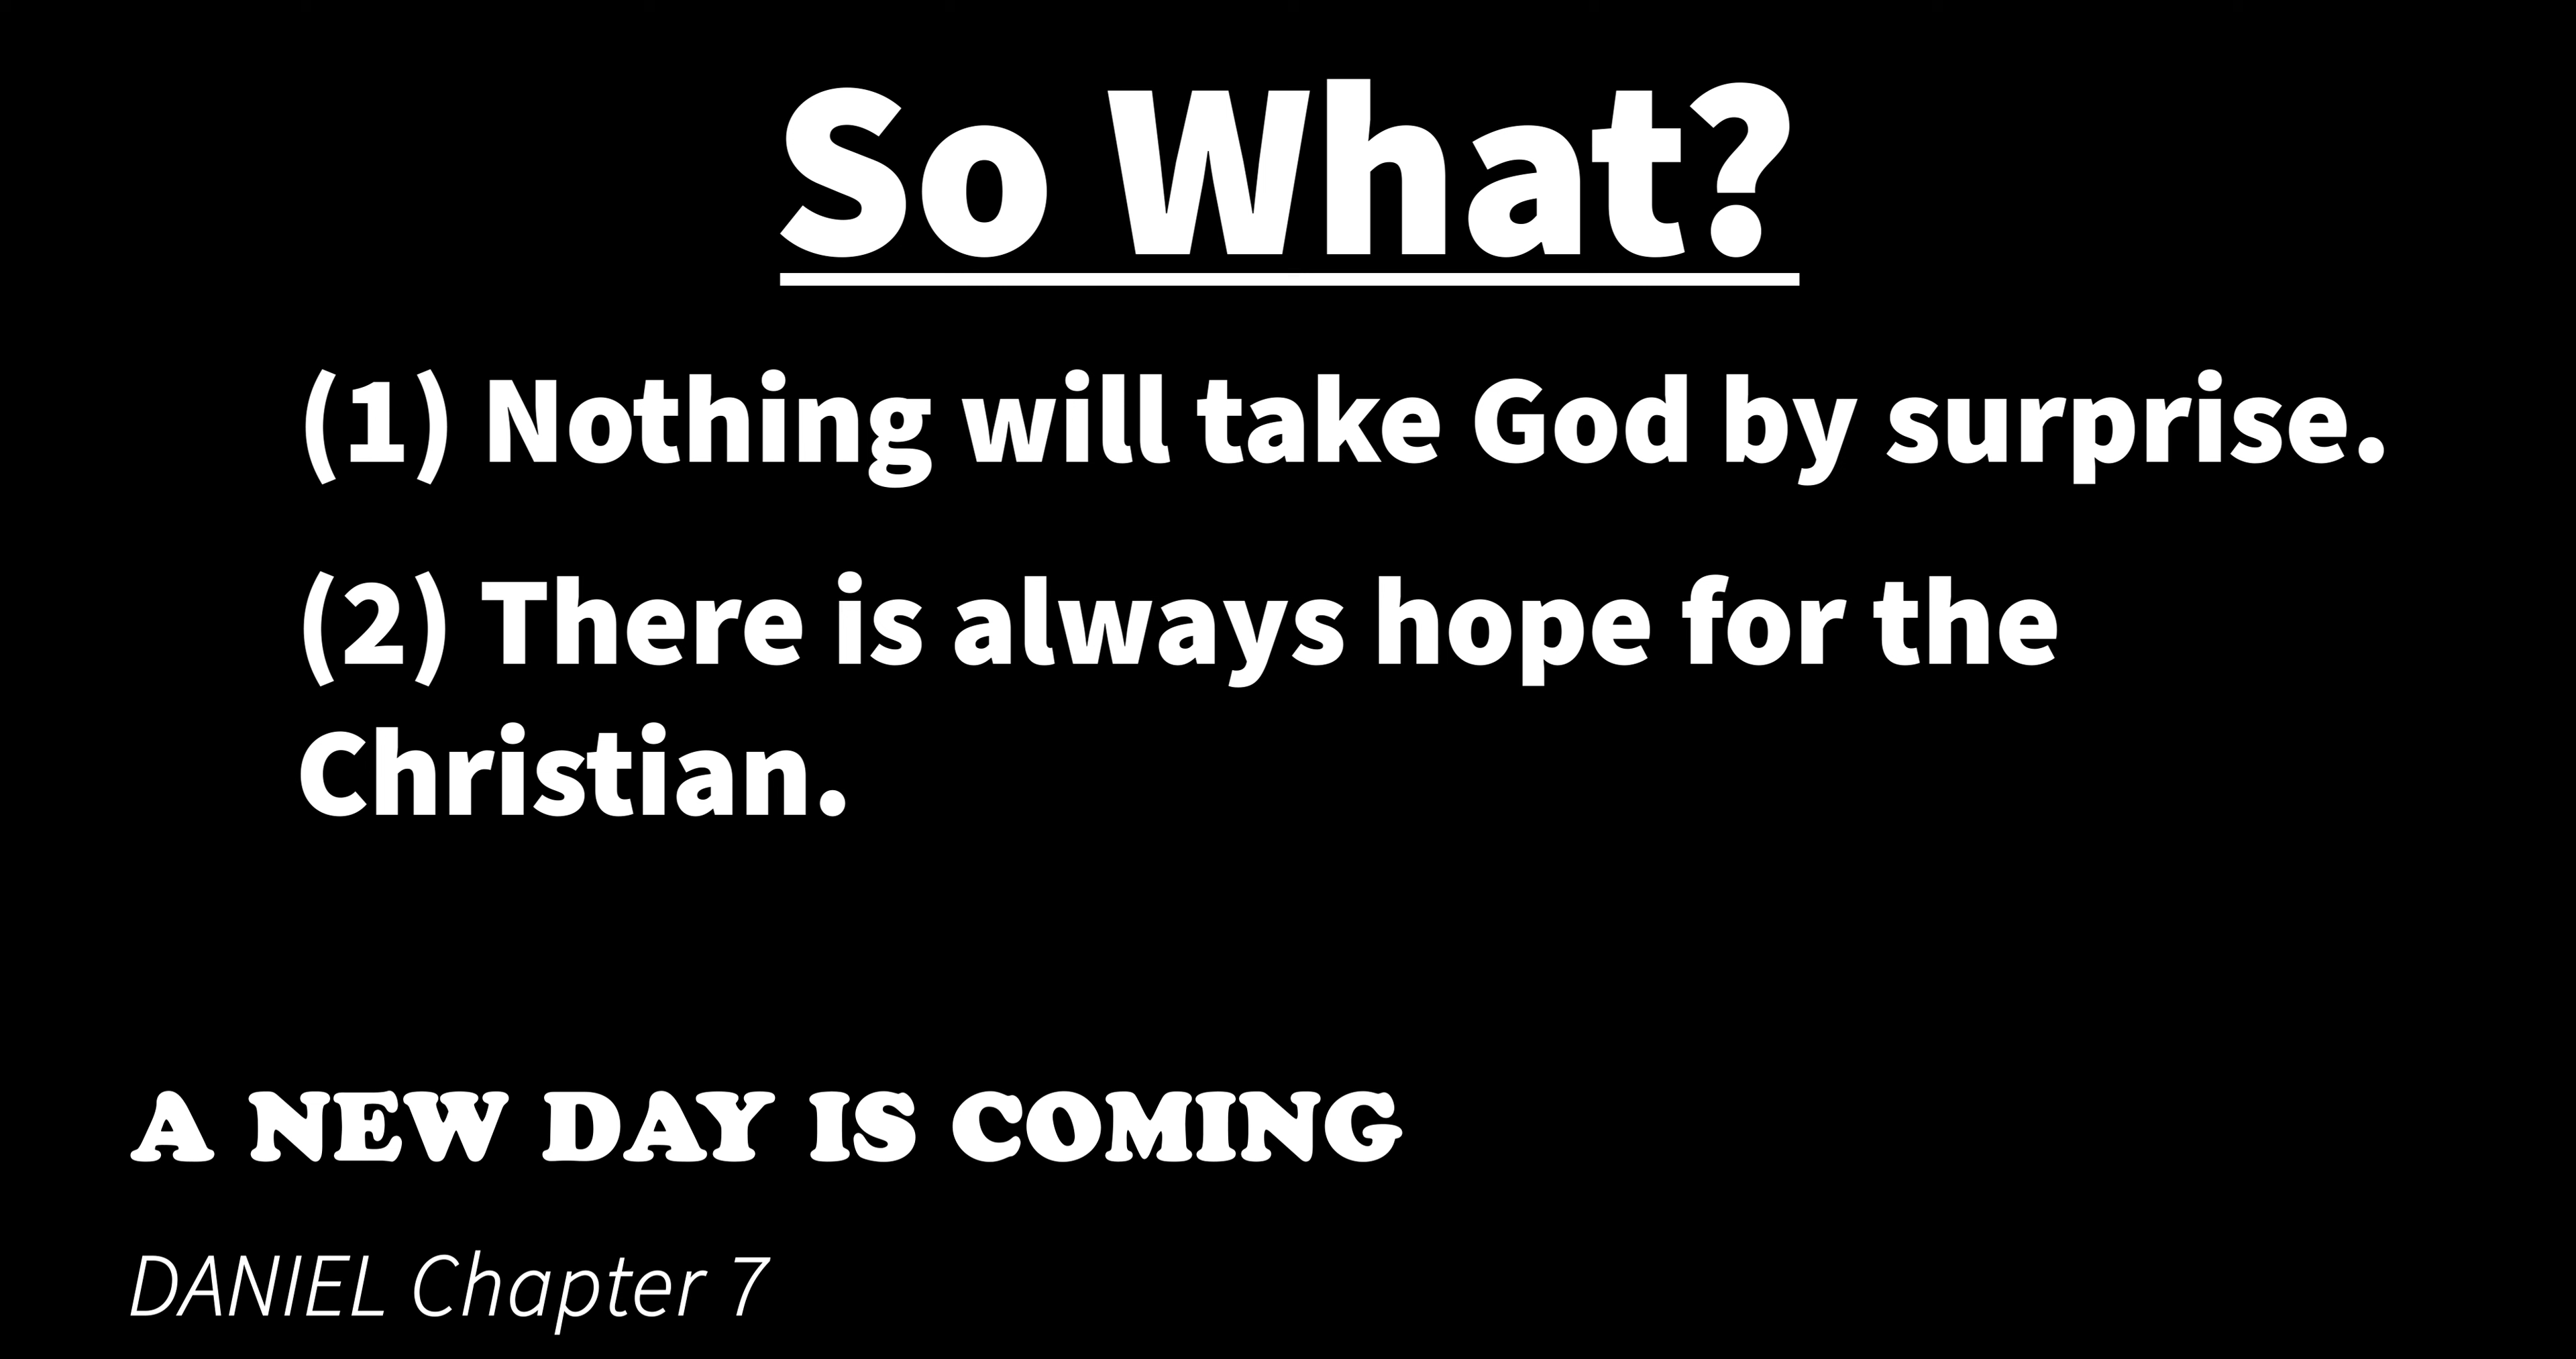 So What?
(1) Nothing will take God by surprise.
(2) There is always hope for the
Christian.
A NEW DAY IS COMING
DANIEL Chapter 7